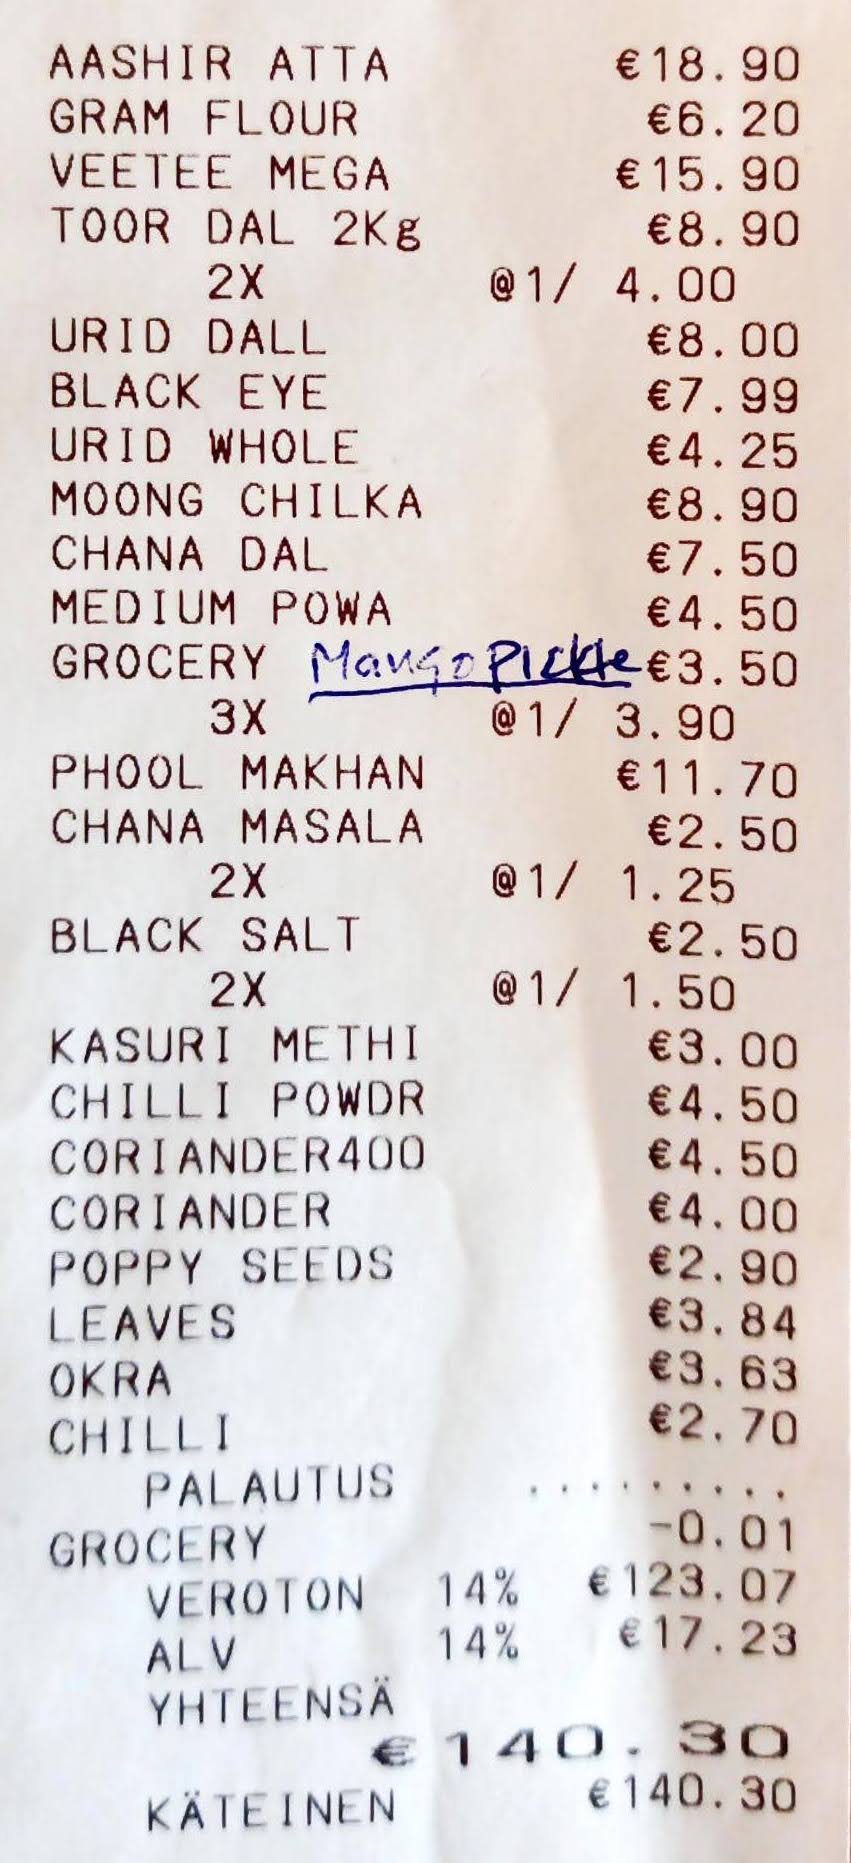 AASHIR ATTA €18.90
GRAM FLOUR €6.20
VEETEE MEGA €15.90
TOOR DAL 2Kg €8.90
2X @1/ 4.00
URID DALL €8.00
BLACK EYE €7.99
URID WHOLE €4.25
MOONG CHILKA €8.90
CHANA DAL €7.50
MEDIUM POWA €4.50
GROCERY Mango Pickle €3.50
3X @1/ 3.90
PHOOL MAKHAN €11.70
CHANA MASALA €2.50
2X @1/ 1.25
BLACK SALT €2.50
2X @1/ 1.50
KASURI METHI €3.00
CHILLI POWDR €4.50
CORIANDER400 €4.50
CORIANDER €4.00
POPPY SEEDS €2.90
LEAVES €3.84
OKRA €3.63
CHILLI €2.70
PALAUTUS .........
GROCERY -0.01
VEROTON 14% €123.07
ALV 14% €17.23
YHTEENSÄ
€140.30
KÄTEINEN €140.30